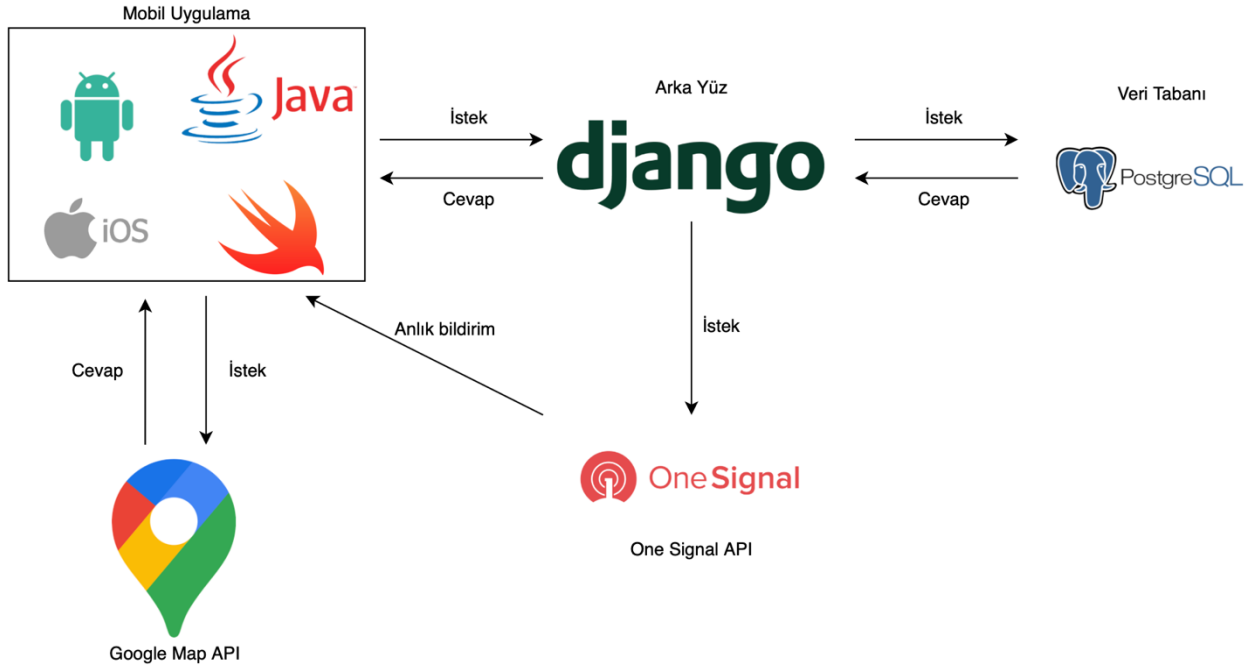 Mobil Uygulama
Java
iOS
Arka Yüz
django
Veri Tabanı
PostgreSQL
İstek
Cevap
İstek
Cevap
İstek
Anlık bildirim
Cevap
İstek
OneSignal
One Signal API
Google Map API